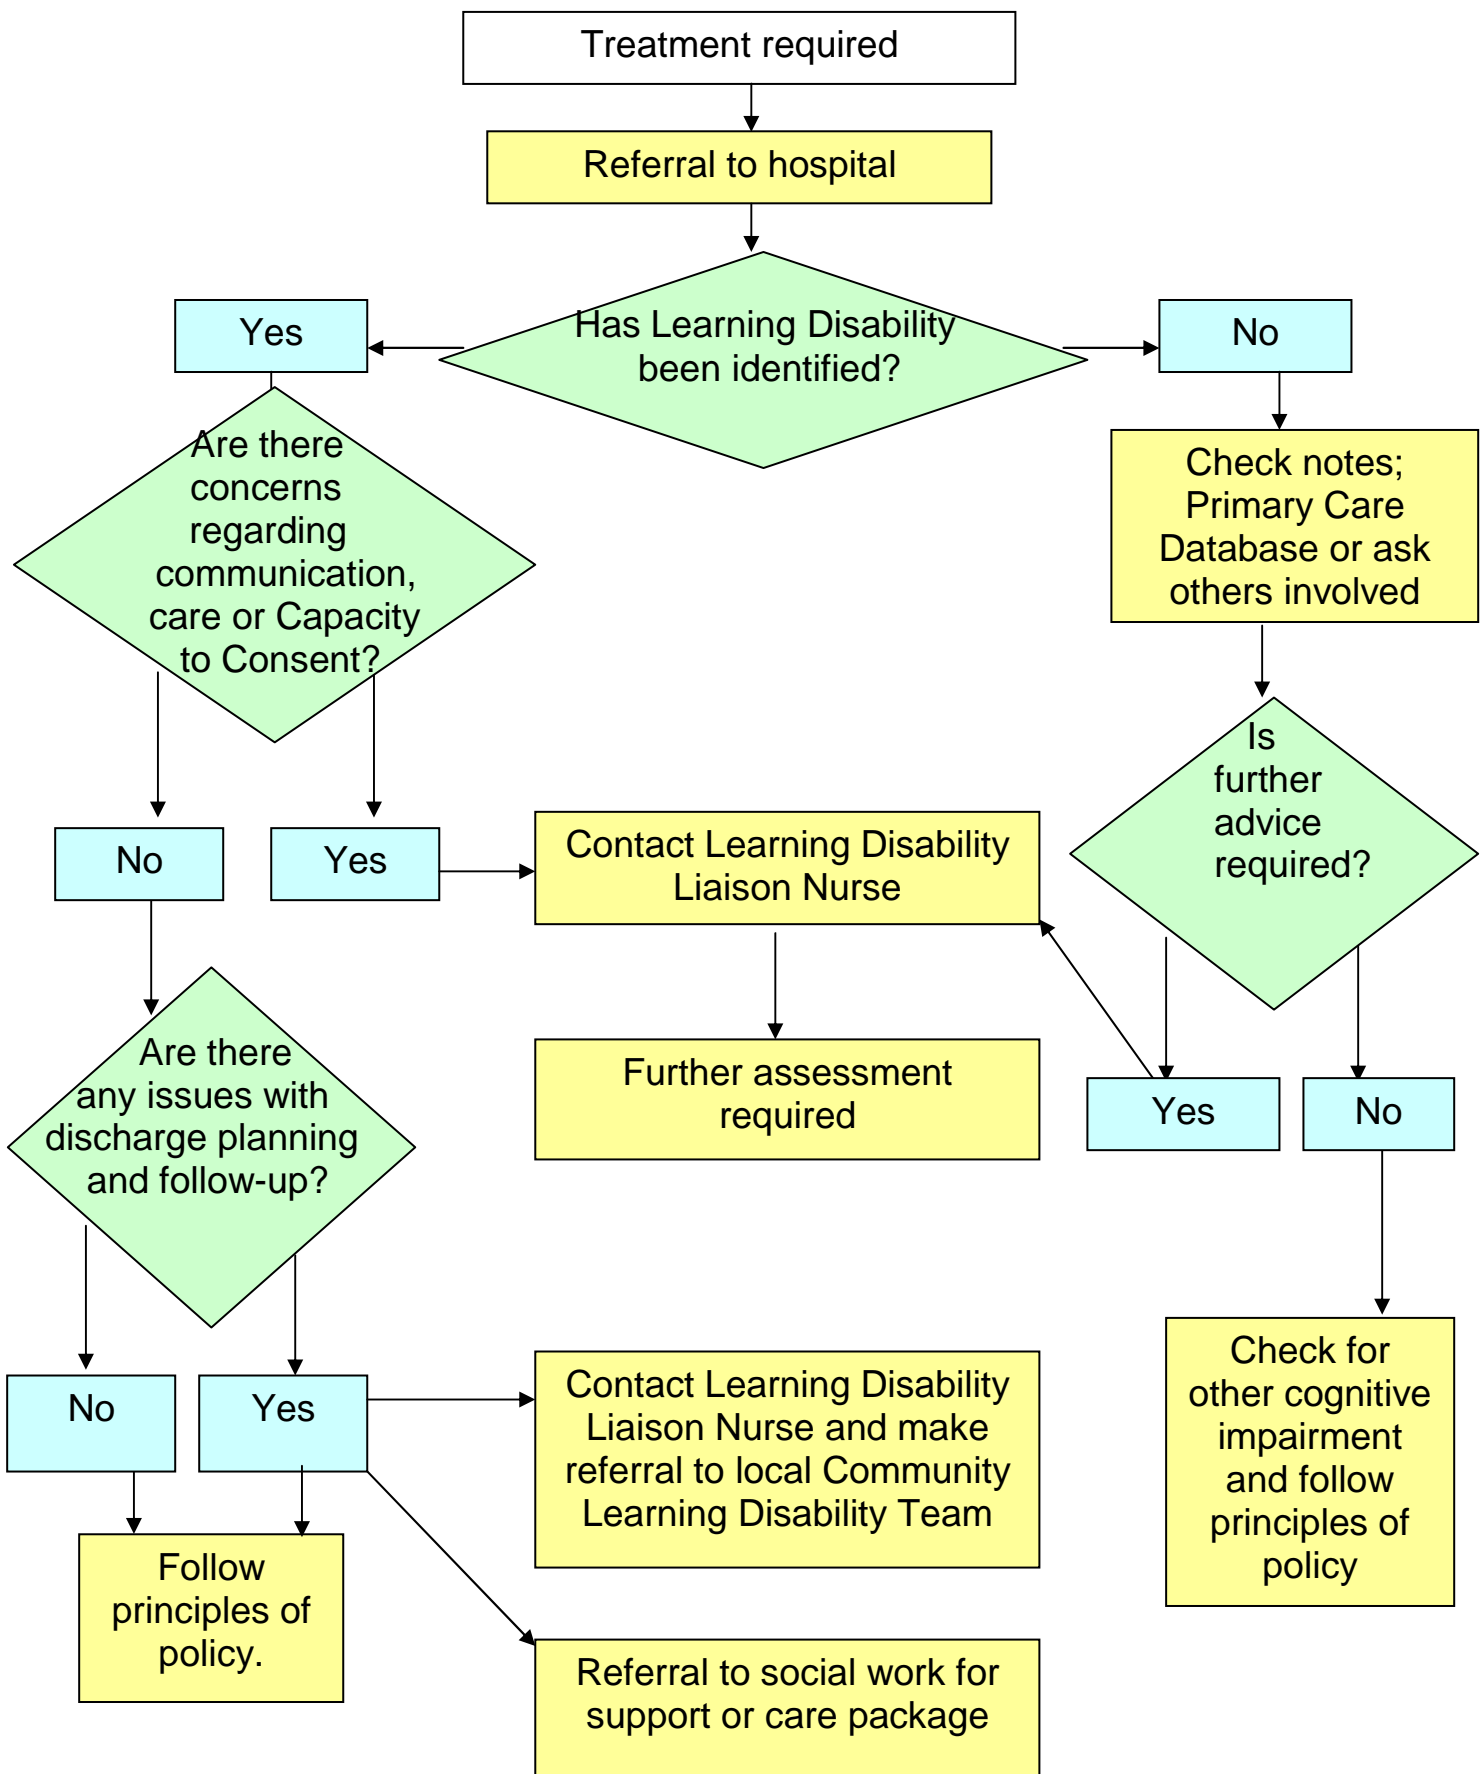 Treatment required
Referral to hospital
Has Learning Disability
been identified?
Yes
No
Are there
concerns
regarding
communication,
care or Capacity
to Consent?
Check notes;
Primary Care
Database or ask
others involved
Is
further
advice
required?
No
Yes
Contact Learning Disability
Liaison Nurse
Further assessment
required
Yes
No
Are there
any issues with
discharge planning
and follow-up?
No
Yes
Contact Learning Disability
Liaison Nurse and make
referral to local Community
Learning Disability Team
Check for
other cognitive
impairment
and follow
principles of
policy
Follow
principles of
policy.
Referral to social work for
support or care package